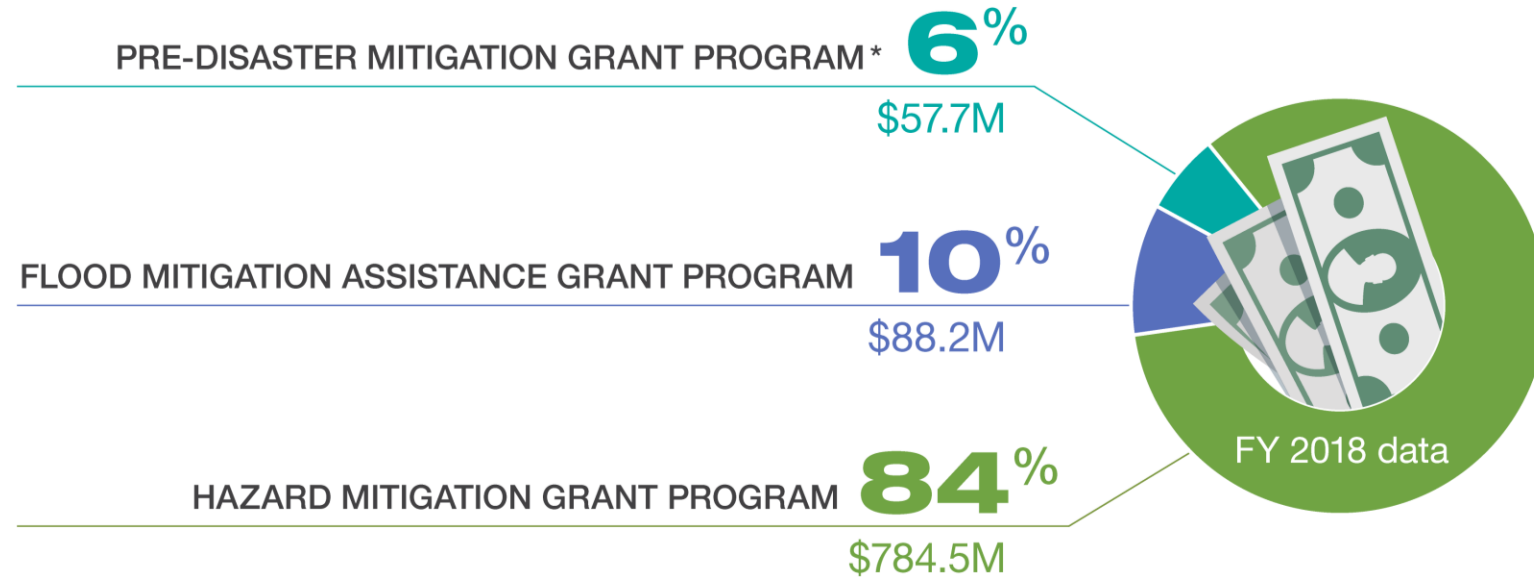 PRE-DISASTER MITIGATION GRANT PROGRAM* 6%
$57.7M
FLOOD MITIGATION ASSISTANCE GRANT PROGRAM 10%
$88.2M
HAZARD MITIGATION GRANT PROGRAM 84%
$784.5M
FY 2018 data